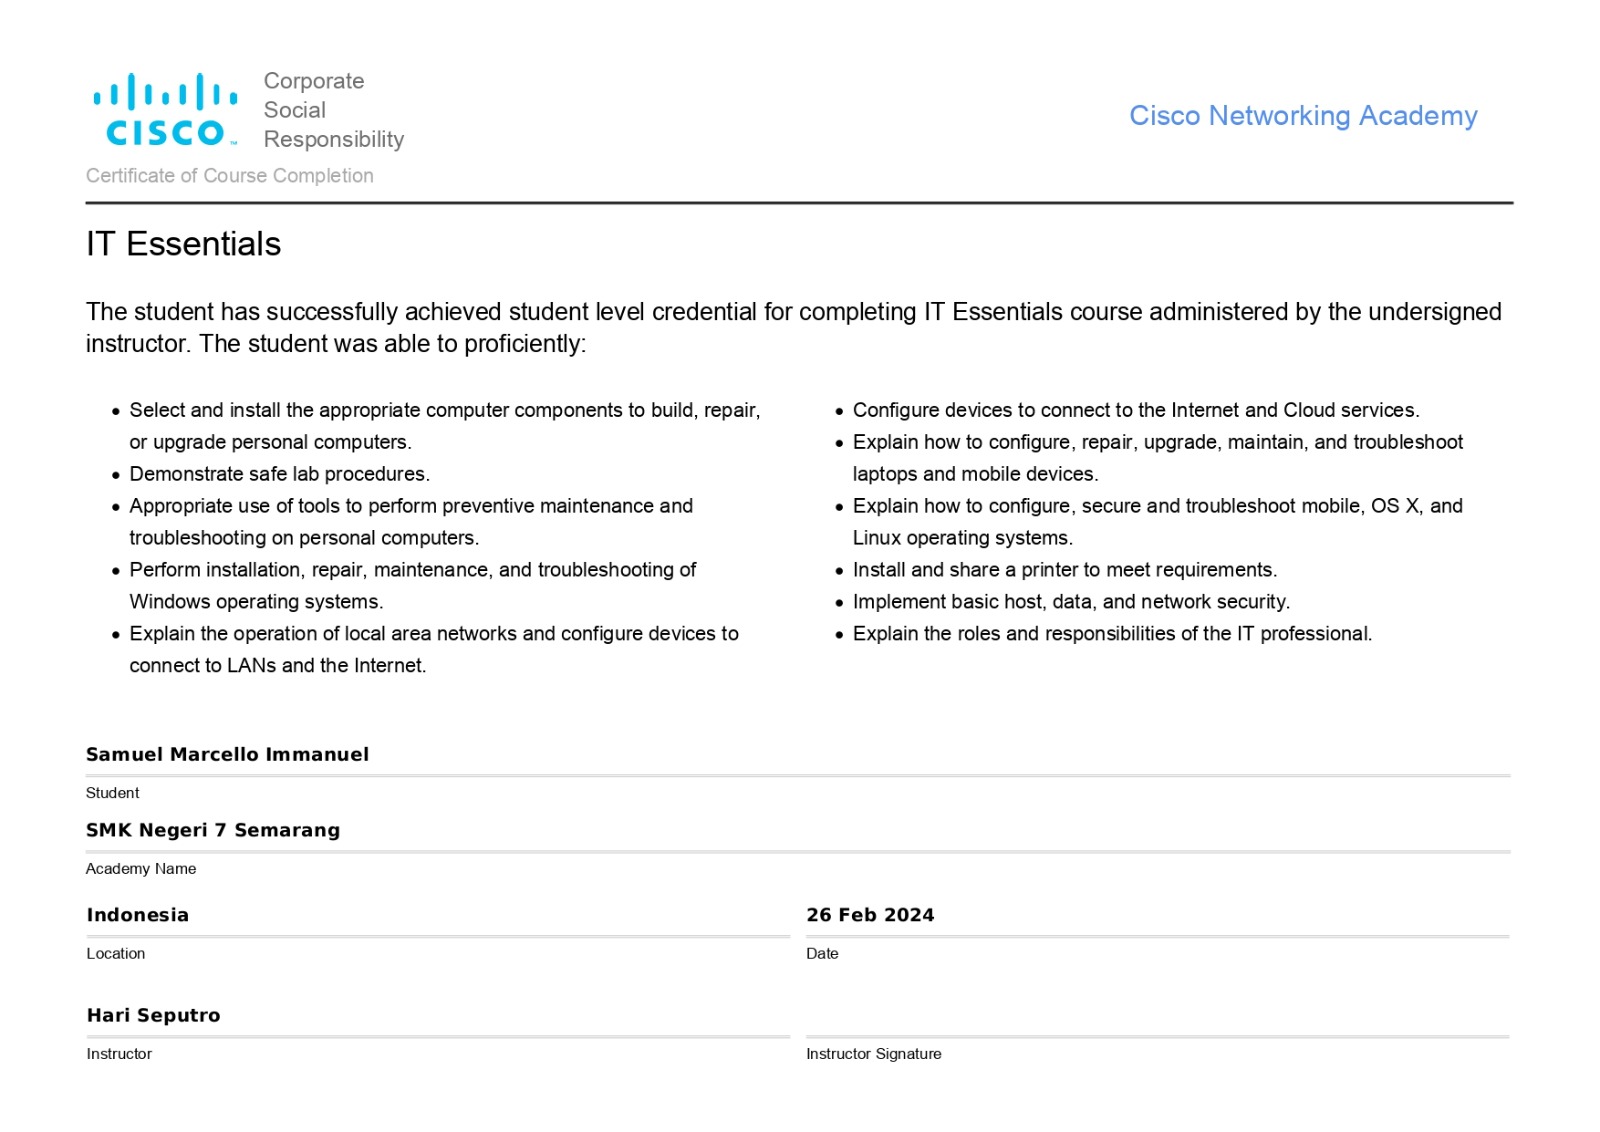 CISCO™
Corporate
Social
Responsibility
Cisco Networking Academy
Certificate of Course Completion
IT Essentials
The student has successfully achieved student level credential for completing IT Essentials course administered by the undersigned
instructor. The student was able to proficiently:
• Select and install the appropriate computer components to build, repair,
or upgrade personal computers.
• Demonstrate safe lab procedures.
• Appropriate use of tools to perform preventive maintenance and
troubleshooting on personal computers.
• Perform installation, repair, maintenance, and troubleshooting of
Windows operating systems.
• Explain the operation of local area networks and configure devices to
connect to LANs and the Internet.
• Configure devices to connect to the Internet and Cloud services.
• Explain how to configure, repair, upgrade, maintain, and troubleshoot
laptops and mobile devices.
• Explain how to configure, secure and troubleshoot mobile, OS X, and
Linux operating systems.
• Install and share a printer to meet requirements.
• Implement basic host, data, and network security.
• Explain the roles and responsibilities of the IT professional.
Samuel Marcello Immanuel
Student
SMK Negeri 7 Semarang
Academy Name
Indonesia
Location
26 Feb 2024
Date
Hari Seputro
Instructor
Instructor Signature